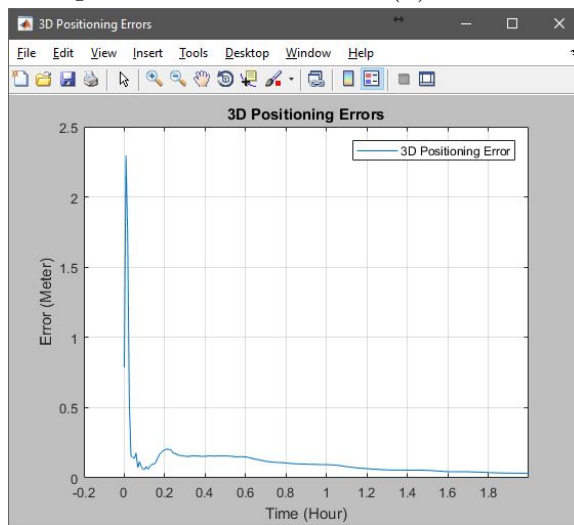 3D Positioning Errors
File Edit View Insert Tools Desktop Window Help
3D Positioning Errors
3D Positioning Error
2.5
2
1.5
1
0.5
0
Error (Meter)
-0.2 0 0.2 0.4 0.6 0.8 1 1.2 1.4 1.6 1.8
Time (Hour)